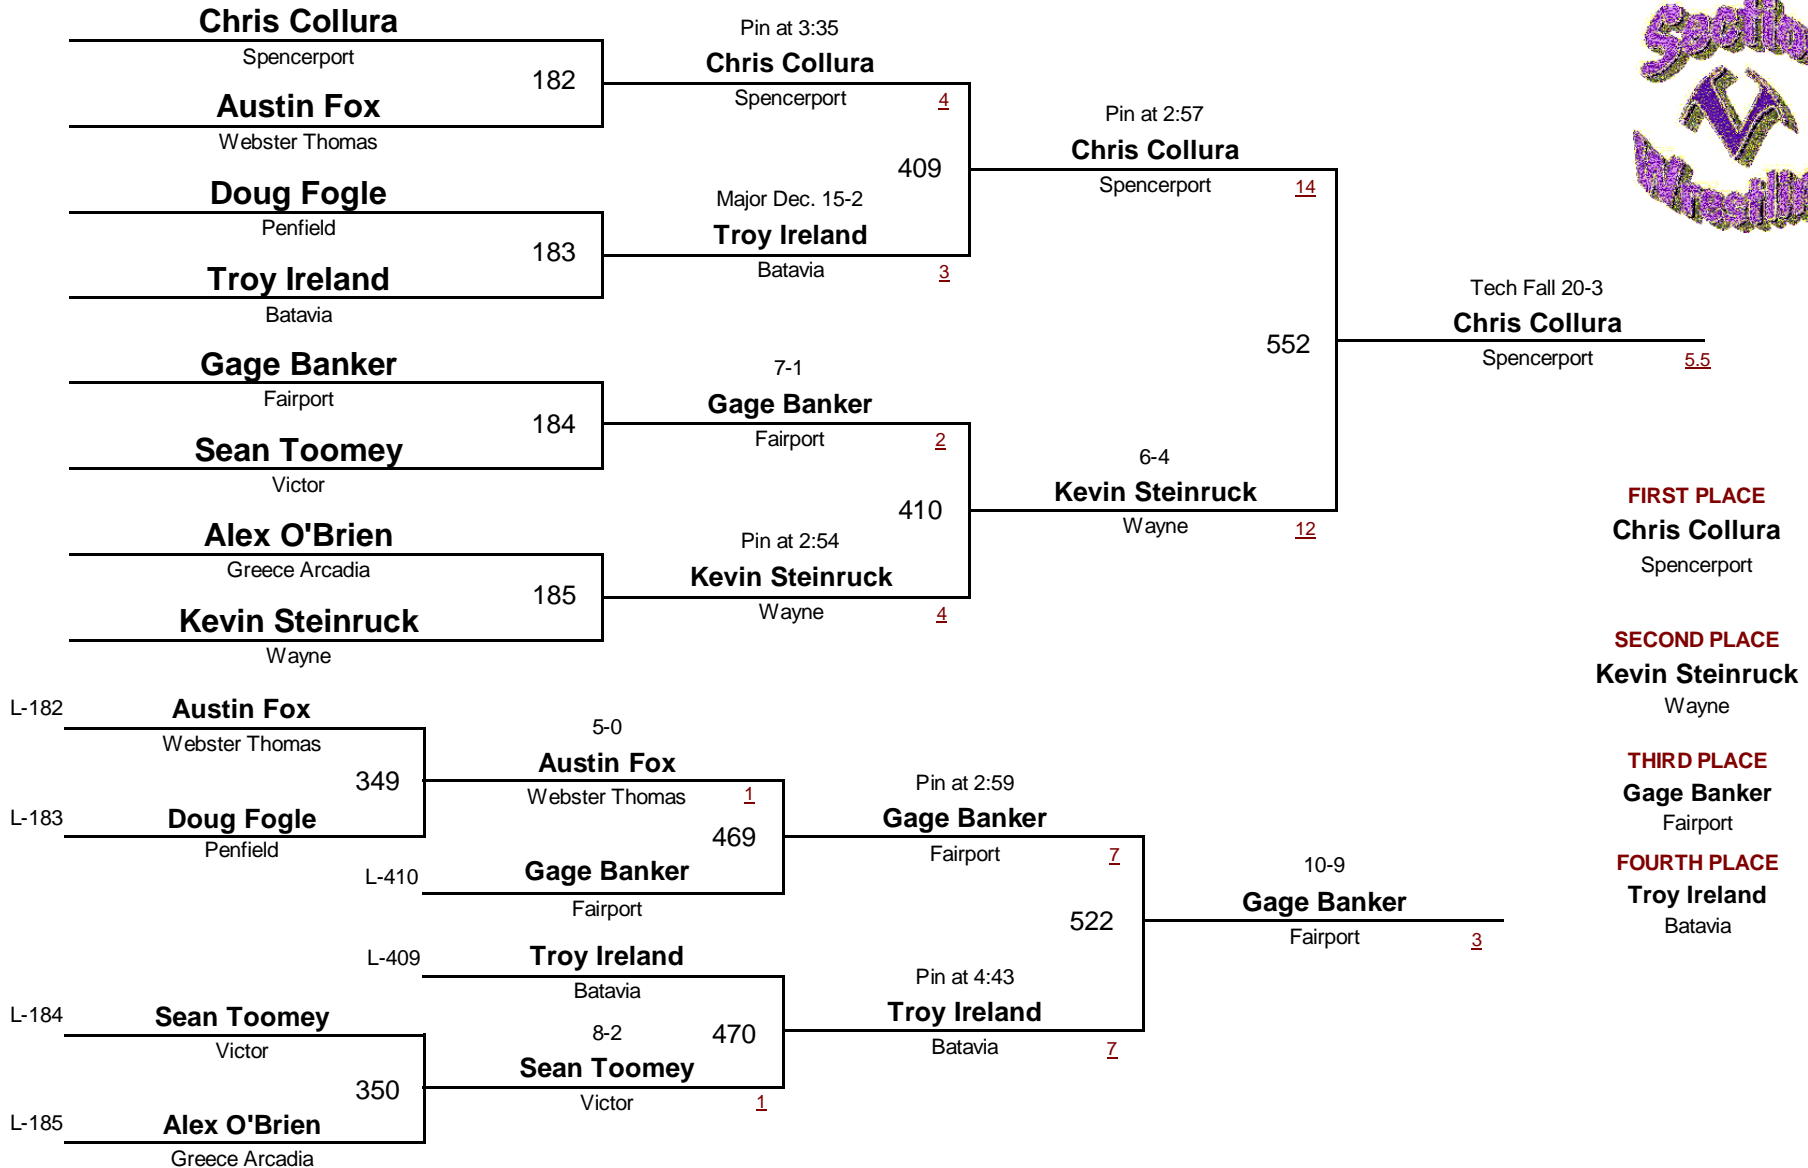 Chris Collura
Spencerport
182
Austin Fox
Webster Thomas
Doug Fogle
Penfield
183
Troy Ireland
Batavia
Gage Banker
Fairport
184
Sean Toomey
Victor
Alex O'Brien
Greece Arcadia
185
Kevin Steinruck
Wayne
Pin at 3:35
Chris Collura
Spencerport 4
409
Major Dec. 15-2
Troy Ireland
Batavia 3
7-1
Gage Banker
Fairport 2
410
Pin at 2:54
Kevin Steinruck
Wayne 4
Pin at 2:57
Chris Collura
Spencerport 14
552
6-4
Kevin Steinruck
Wayne 12
Tech Fall 20-3
Chris Collura
Spencerport 5.5
Section
V
Wrestling
FIRST PLACE
Chris Collura
Spencerport
SECOND PLACE
Kevin Steinruck
Wayne
THIRD PLACE
Gage Banker
Fairport
FOURTH PLACE
Troy Ireland
Batavia
L-182 Austin Fox
Webster Thomas
349
L-183 Doug Fogle
Penfield
5-0
Austin Fox
Webster Thomas 1
469
L-410 Gage Banker
Fairport
L-409 Troy Ireland
Batavia
470
8-2
Sean Toomey
Victor 1
L-184 Sean Toomey
Victor
350
L-185 Alex O'Brien
Greece Arcadia
Pin at 2:59
Gage Banker
Fairport 7
522
Pin at 4:43
Troy Ireland
Batavia 7
10-9
Gage Banker
Fairport 3